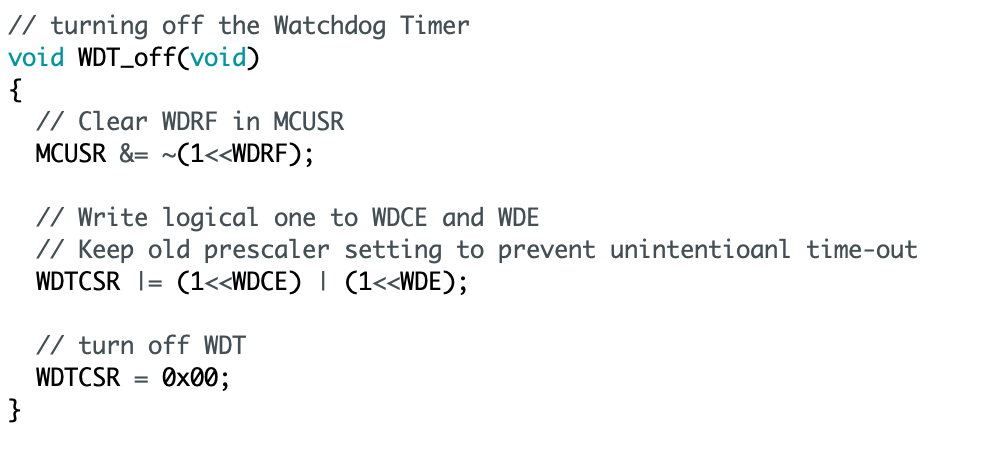 // turning off the Watchdog Timer
void WDT_off(void)
{
  // Clear WDRF in MCUSR
  MCUSR &= ~(1<<WDRF);

  // Write logical one to WDCE and WDE
  // Keep old prescaler setting to prevent unintentioanl time-out
  WDTCSR |= (1<<WDCE) | (1<<WDE);

  // turn off WDT
  WDTCSR = 0x00;
}